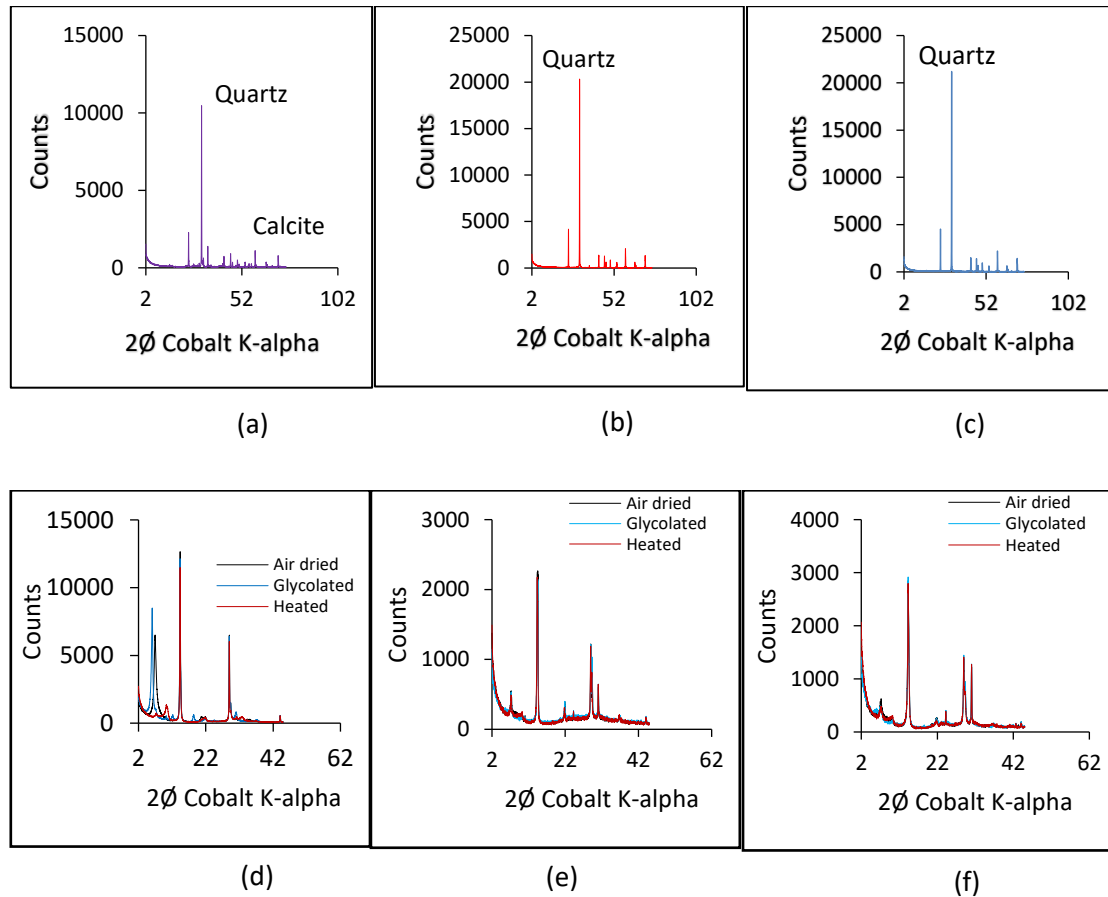 15000
10000
5000
0
Counts
Quartz
Calcite
2 52 102
2Ø Cobalt K-alpha
(a)
25000
20000
15000
10000
5000
0
Counts
Quartz
2 52 102
2Ø Cobalt K-alpha
(b)
25000
20000
15000
10000
5000
0
Counts
Quartz
2 52 102
2Ø Cobalt K-alpha
(c)
15000
10000
5000
0
Counts
Air dried
Glycolated
Heated
2 22 42 62
2Ø Cobalt K-alpha
(d)
3000
2000
1000
0
Counts
Air dried
Glycolated
Heated
2 22 42 62
2Ø Cobalt K-alpha
(e)
4000
3000
2000
1000
0
Counts
Air dried
Glycolated
Heated
2 22 42 62
2Ø Cobalt K-alpha
(f)